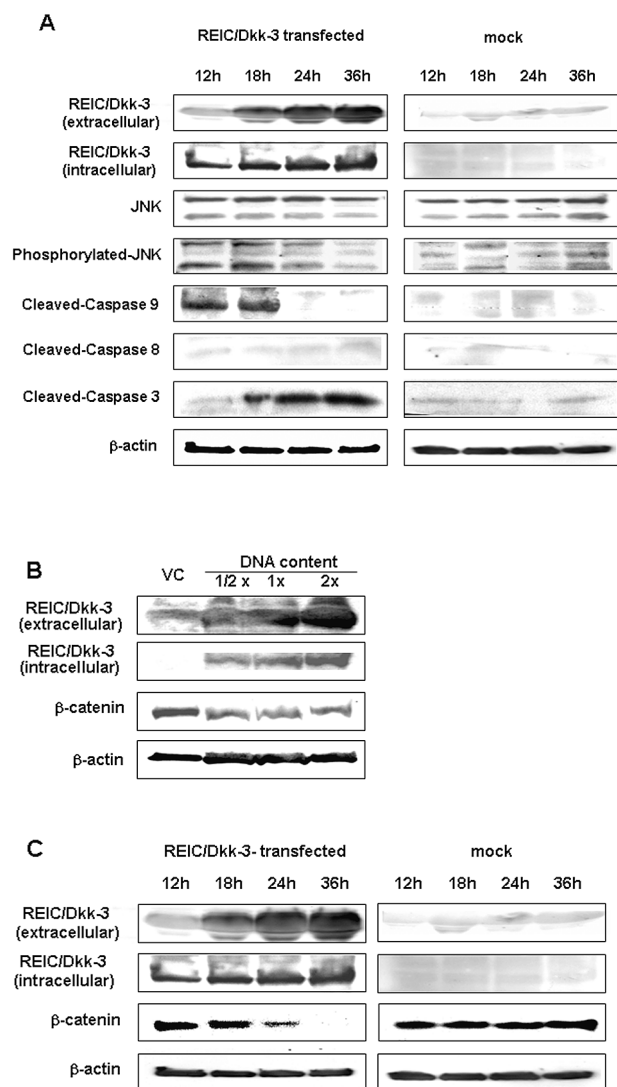 A
REIC/Dkk-3 transfected mock
12h 18h 24h 36h 12h 18h 24h 36h
REIC/Dkk-3
(extracellular)
REIC/Dkk-3
(intracellular)
JNK
Phosphorylated-JNK
Cleaved-Caspase 9
Cleaved-Caspase 8
Cleaved-Caspase 3
β-actin
B
VC DNA content
1/2 x 1x 2x
REIC/Dkk-3
(extracellular)
REIC/Dkk-3
(intracellular)
β-catenin
β-actin
C
REIC/Dkk-3- transfected mock
12h 18h 24h 36h 12h 18h 24h 36h
REIC/Dkk-3
(extracellular)
REIC/Dkk-3
(intracellular)
β-catenin
β-actin